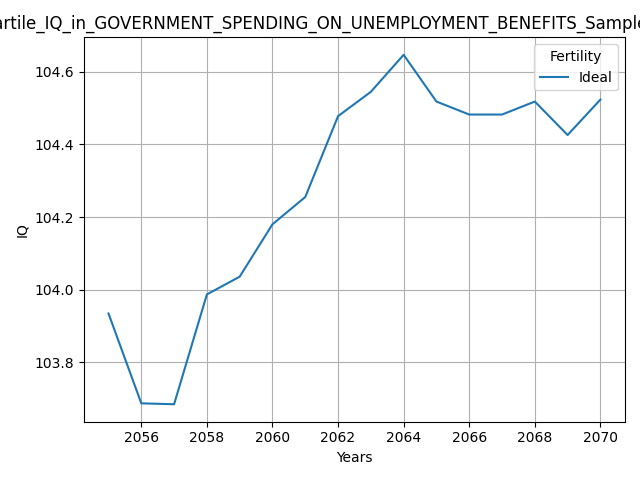 artile_IQ_in_GOVERNMENT_SPENDING_ON_UNEMPLOYMENT_BENEFITS_Sample
Fertility
Ideal
104.6
104.4
104.2
104.0
103.8
IQ
2056 2058 2060 2062 2064 2066 2068 2070
Years